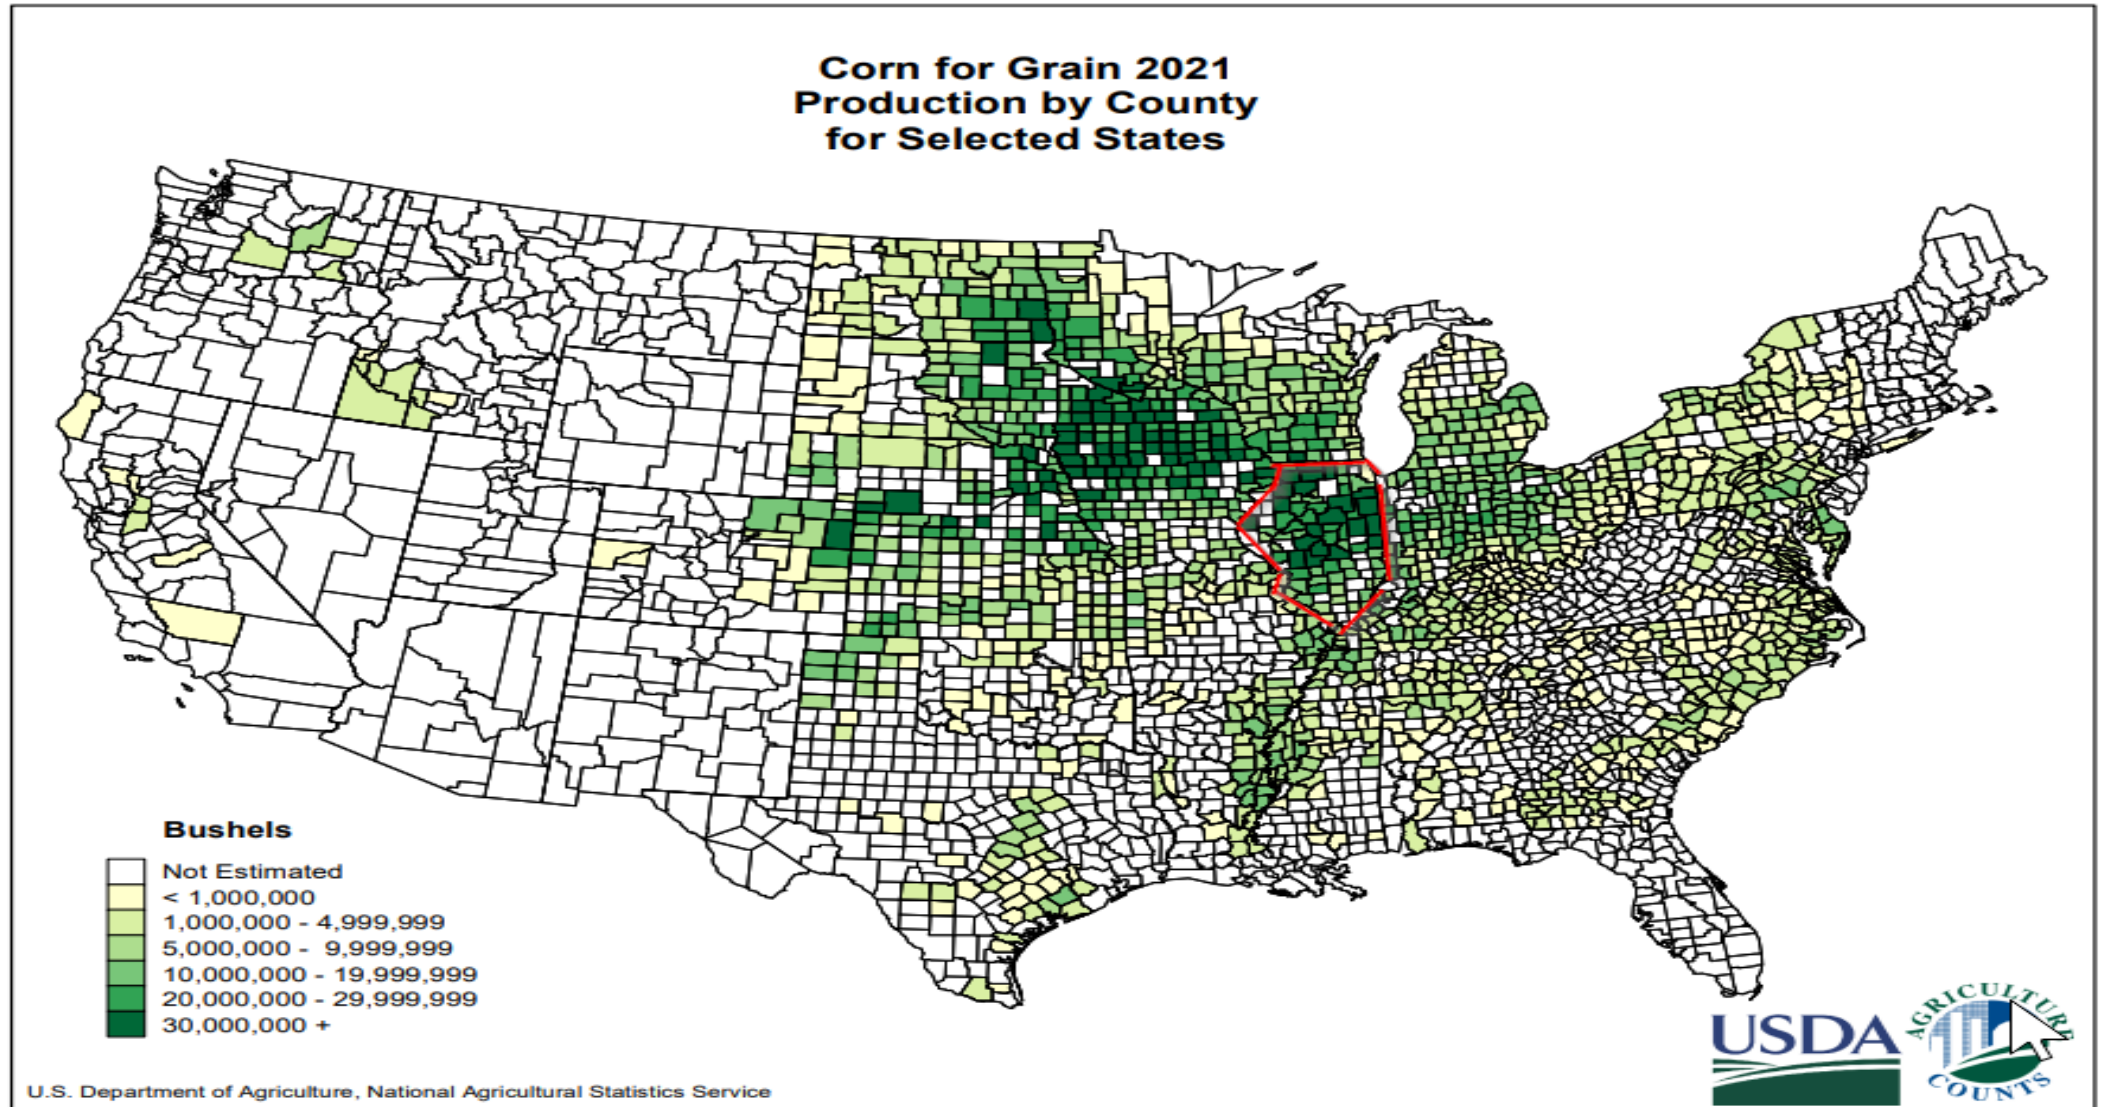 Corn for Grain 2021
Production by County
for Selected States
Bushels
Not Estimated
< 1,000,000
1,000,000 - 4,999,999
5,000,000 - 9,999,999
10,000,000 - 19,999,999
20,000,000 - 29,999,999
30,000,000 +
USDA
AGRICULTURE
COUNTS
U.S. Department of Agriculture, National Agricultural Statistics Service